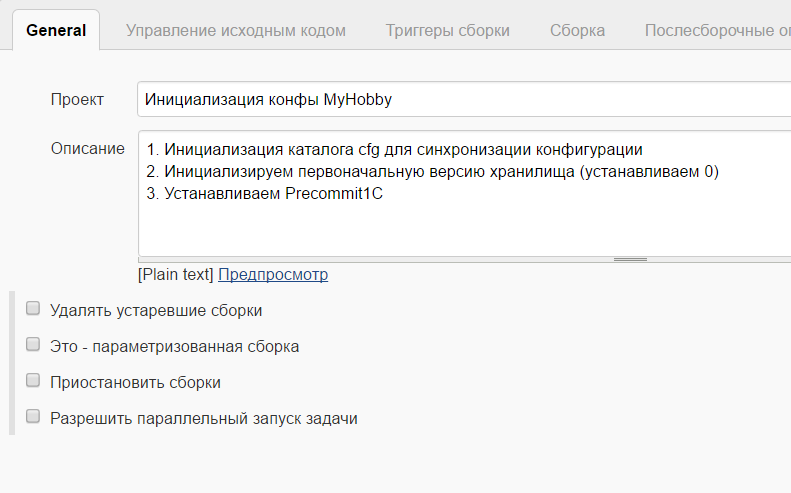 General Управление исходным кодом Триггеры сборки Сборка Послесборочные
Проект Инициализация конфы MyHobby
Описание 1. Инициализация каталога cfg для синхронизации конфигурации
2. Инициализируем первоначальную версию хранилища (устанавливаем 0)
3. Устанавливаем Precommit1C
[Plain text] Предпросмотр
Удалять устаревшие сборки
Это - параметризованная сборка
Приостановить сборки
Разрешить параллельный запуск задачи